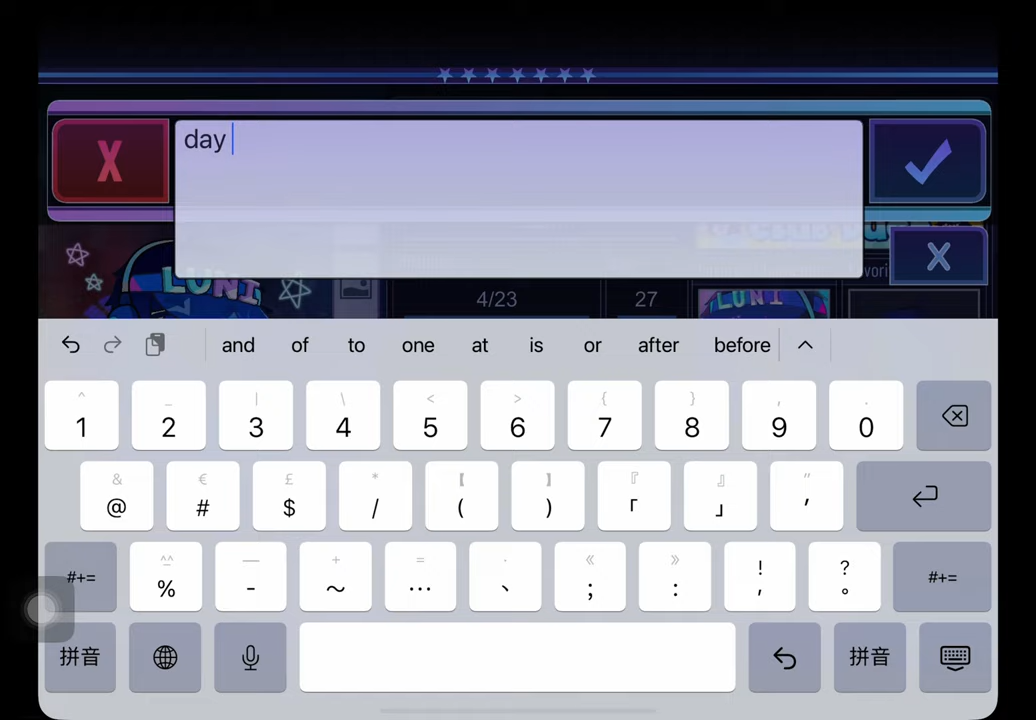 X
day
LUNI
4/23
27
LUNI
X
and of to one at is or after before
^ _ | \ < > { } , .
1 2 3 4 5 6 7 8 9 0
& € £ * 【 】 『 』 "
@ # $ / ( ) 「 」 '
^^ — + = · « » ! ?
#+= % - ～ … 、 ; : , 。 #+=
拼音 拼音